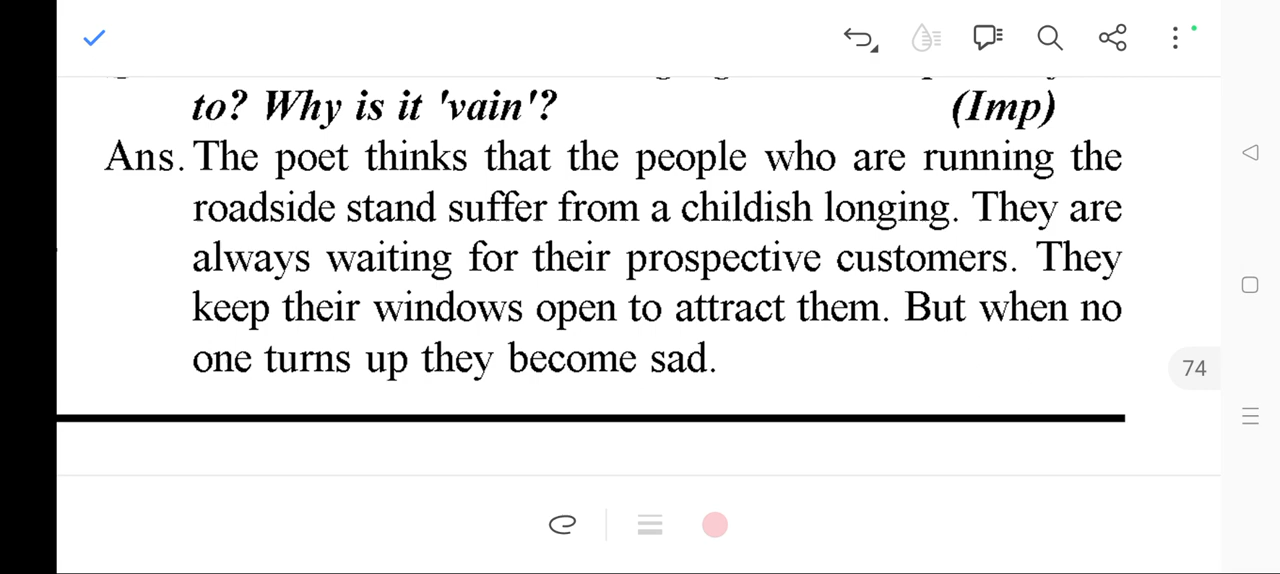 to? Why is it 'vain'? (Imp)
Ans. The poet thinks that the people who are running the
roadside stand suffer from a childish longing. They are
always waiting for their prospective customers. They
keep their windows open to attract them. But when no
one turns up they become sad.
74